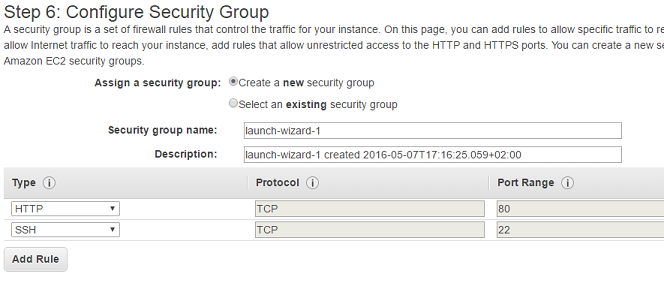 Step 6: Configure Security Group
A security group is a set of firewall rules that control the traffic for your instance. On this page, you can add rules to allow specific traffic to re
allow Internet traffic to reach your instance, add rules that allow unrestricted access to the HTTP and HTTPS ports. You can create a new se
Amazon EC2 security groups.
Assign a security group: Create a new security group
Select an existing security group
Security group name: launch-wizard-1
Description: launch-wizard-1 created 2016-05-07T17:16:25.059+02:00
Type i Protocol i Port Range i
HTTP TCP 80
SSH TCP 22
Add Rule